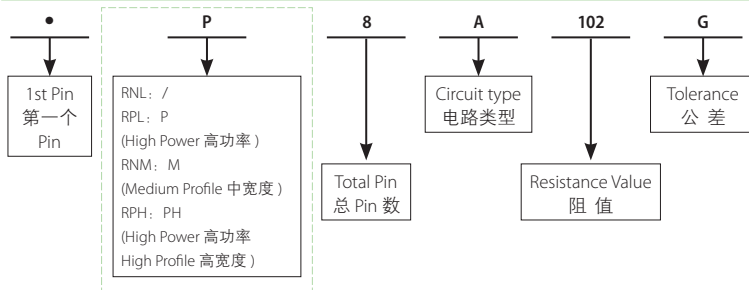 • P 8 A 102 G
1st Pin
第一个
Pin
RNL：/
RPL：P
(High Power 高功率 )
RNM：M
(Medium Profile 中宽度 )
RPH：PH
(High Power 高功率
High Profile 高宽度 )
Total Pin
总 Pin 数
Circuit type
电路类型
Resistance Value
阻 值
Tolerance
公 差